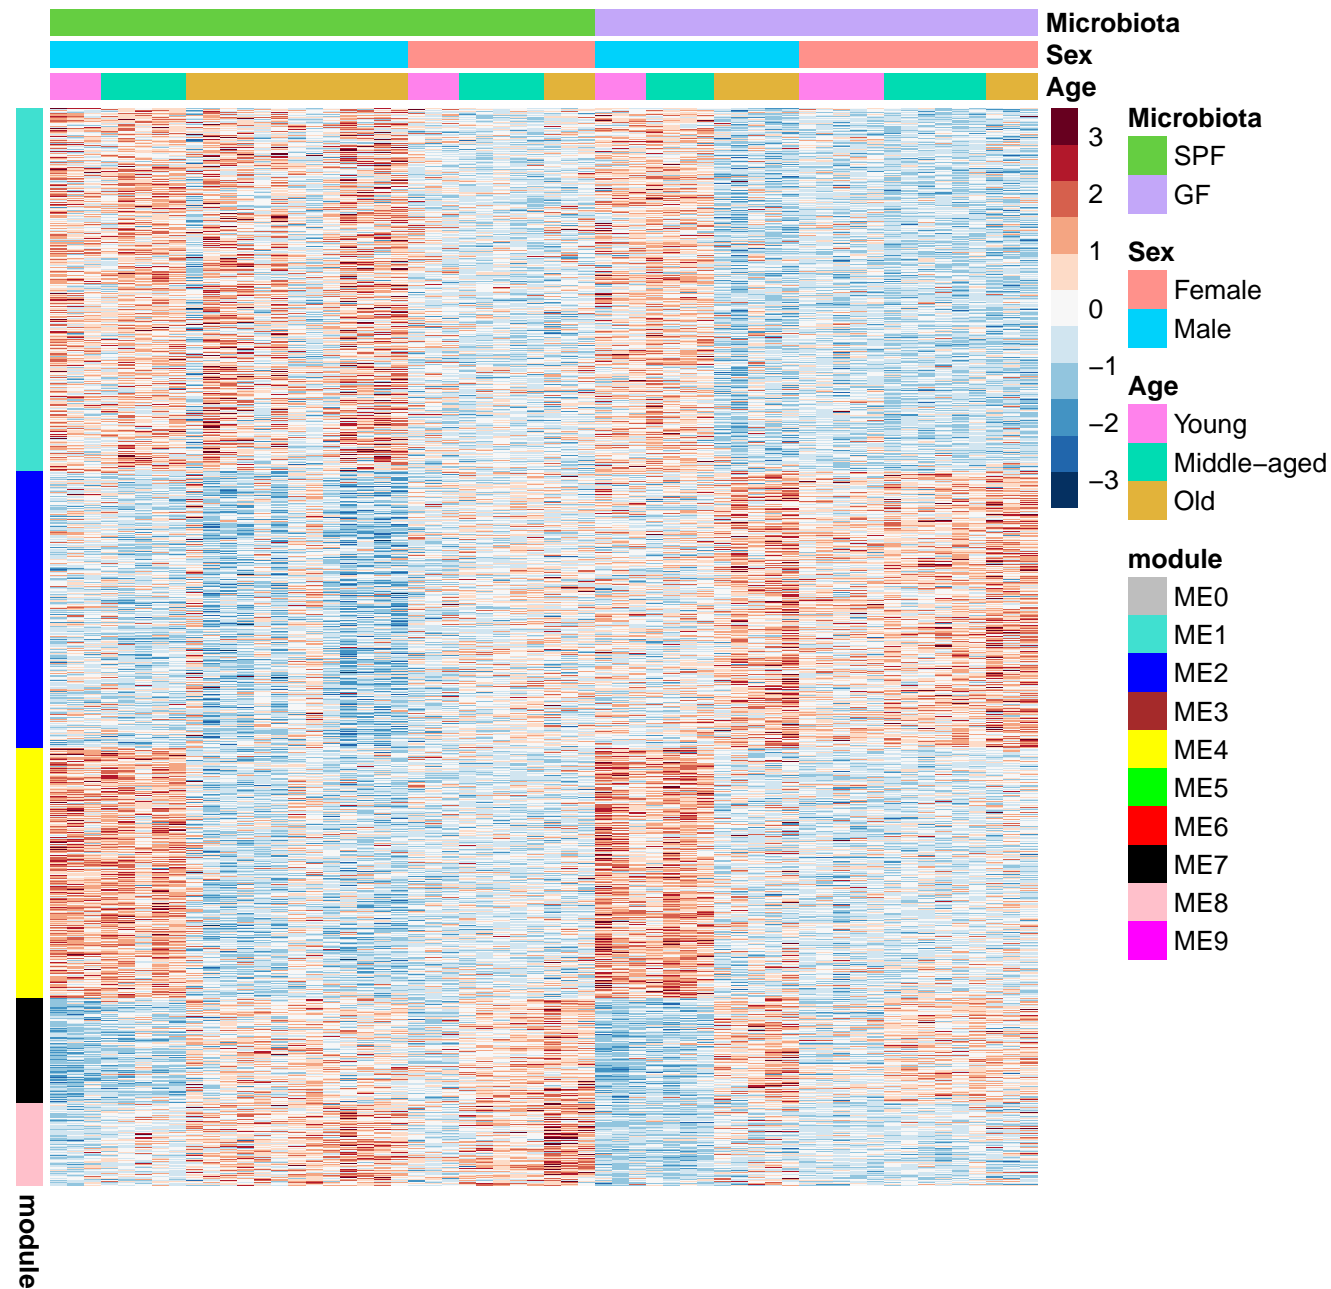 Microbiota
Sex
Age
3
2
1
0
−1
−2
−3
Microbiota
SPF
GF
Sex
Female
Male
Age
Young
Middle−aged
Old
module
ME0
ME1
ME2
ME3
ME4
ME5
ME6
ME7
ME8
ME9
module